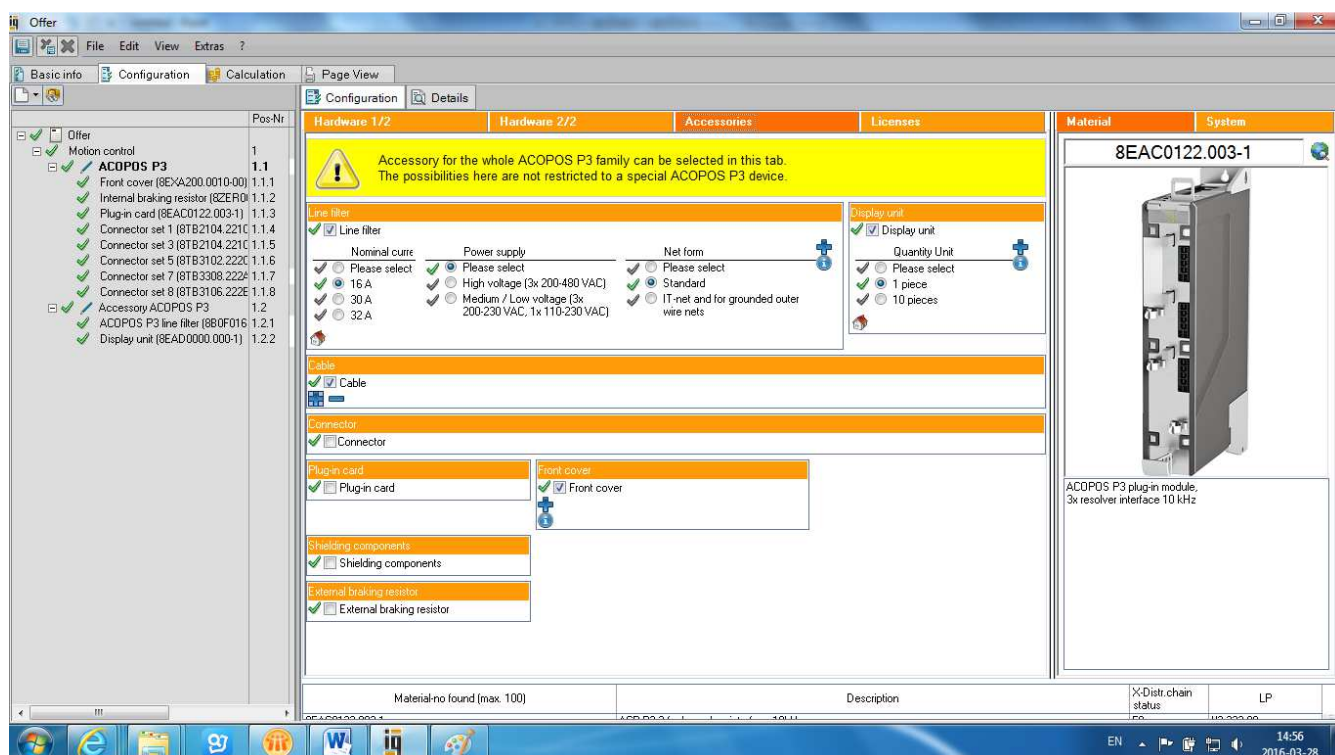 Offer
File Edit View Extras ?
Basic info Configuration Calculation Page View
Configuration Details
Pos-Nr
Offer
Motion control 1
ACOPOS P3 1.1
Front cover (8EXA200.0010-00) 1.1.1
Internal braking resistor (8ZER0 1.1.2
Plug-in card (8EAC0122.003-1) 1.1.3
Connector set 1 (8TB2104.221 1.1.4
Connector set 3 (8TB2104.221 1.1.5
Connector set 5 (8TB3102.222 1.1.6
Connector set 7 (8TB3308.222 1.1.7
Connector set 8 (8TB3106.222 1.1.8
Accessory ACOPOS P3 1.2
ACOPOS P3 line filter (8B0F016 1.2.1
Display unit (8EAD0000.000-1) 1.2.2
Hardware 1/2 Hardware 2/2 Accessories Licenses
Accessory for the whole ACOPOS P3 family can be selected in this tab.
The possibilities here are not restricted to a special ACOPOS P3 device.
Line filter
Line filter
Nominal curre Power supply Net form
Please select Please select Please select
16 A High voltage (3x 200-480 VAC) Standard
30 A Medium / Low voltage (3x IT-net and for grounded outer
32 A 200-230 VAC, 1x 110-230 VAC) wire nets
Display unit
Display unit
Quantity Unit
Please select
1 piece
10 pieces
Cable
Cable
Connector
Connector
Plug-in card
Plug-in card
Front cover
Front cover
Shielding components
Shielding components
External braking resistor
External braking resistor
Material System
8EAC0122.003-1
ACOPOS P3 plug-in module,
3x resolver interface 10 kHz
Material-no found (max. 100) Description X-Distr.chain LP
status
EN 14:56
2016-03-28